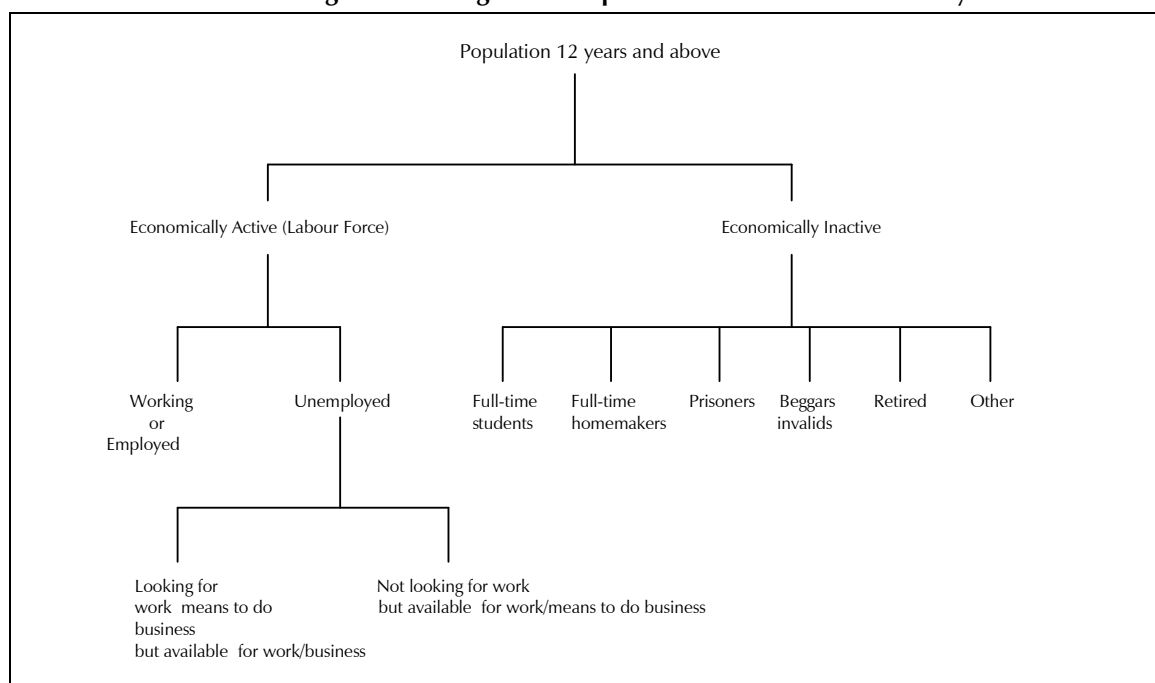 Population 12 years and above
Economically Active (Labour Force)
Economically Inactive
Working
or
Employed
Unemployed
Full-time
students
Full-time
homemakers
Prisoners
Beggars
invalids
Retired
Other
Looking for
work means to do
business
but available for work/business
Not looking for work
but available for work/means to do business